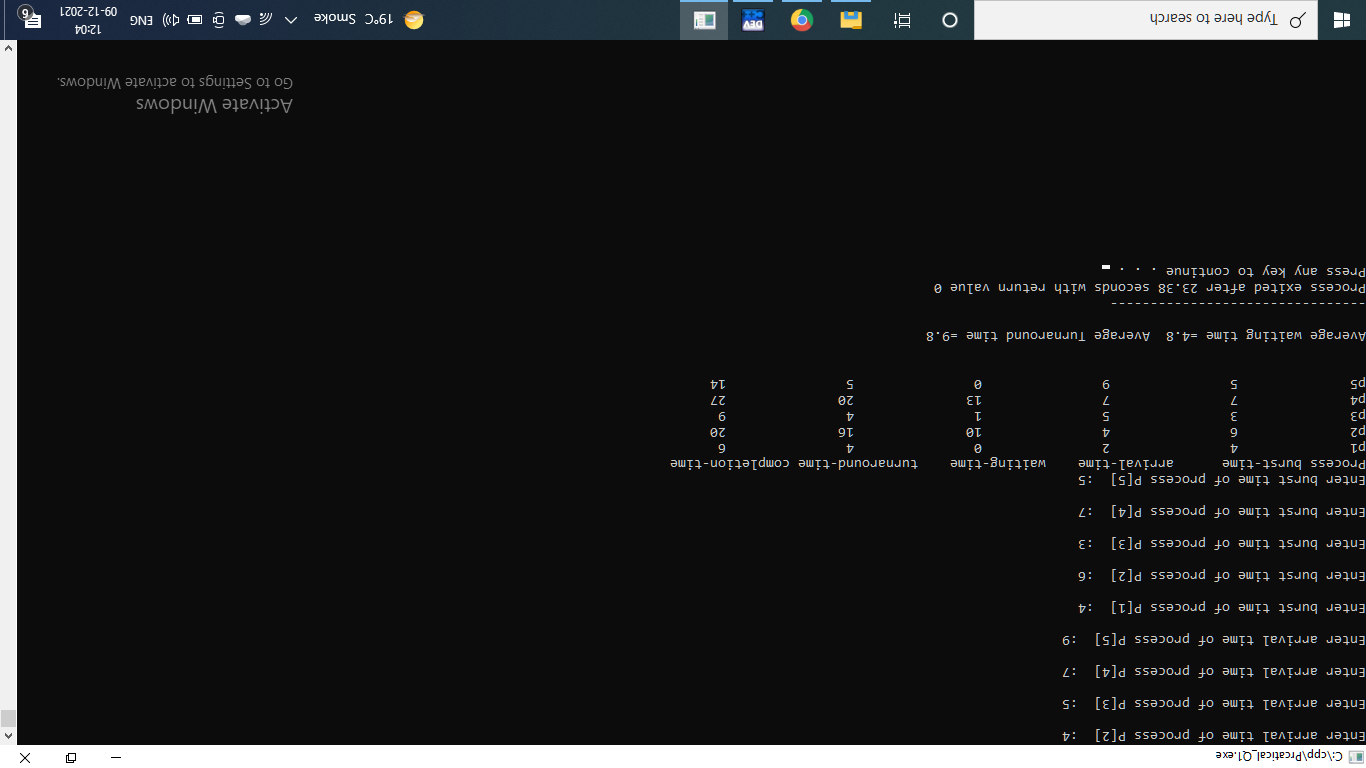 C:\cpp\Prcatical_Q1.exe
Enter arrival time of process P[2]  :4
Enter arrival time of process P[3]  :5
Enter arrival time of process P[4]  :7
Enter arrival time of process P[5]  :9
Enter burst time of process P[1]  :4
Enter burst time of process P[2]  :6
Enter burst time of process P[3]  :3
Enter burst time of process P[4]  :7
Enter burst time of process P[5]  :5
Process burst-time      arrival-time    waiting-time    turnaround-time completion-time
p1              4               2               0               4               6
p2              6               4               10              16              20
p3              3               5               1               4               9
p4              7               7               13              20              27
p5              5               9               0               5               14
Average waiting time =4.8  Average Turnaround time =9.8
--------------------------------
Process exited after 23.38 seconds with return value 0
Press any key to continue . . .
Activate Windows
Go to Settings to activate Windows.
Type here to search
DEV
19°C Smoke
ENG
12:04
09-12-2021
6